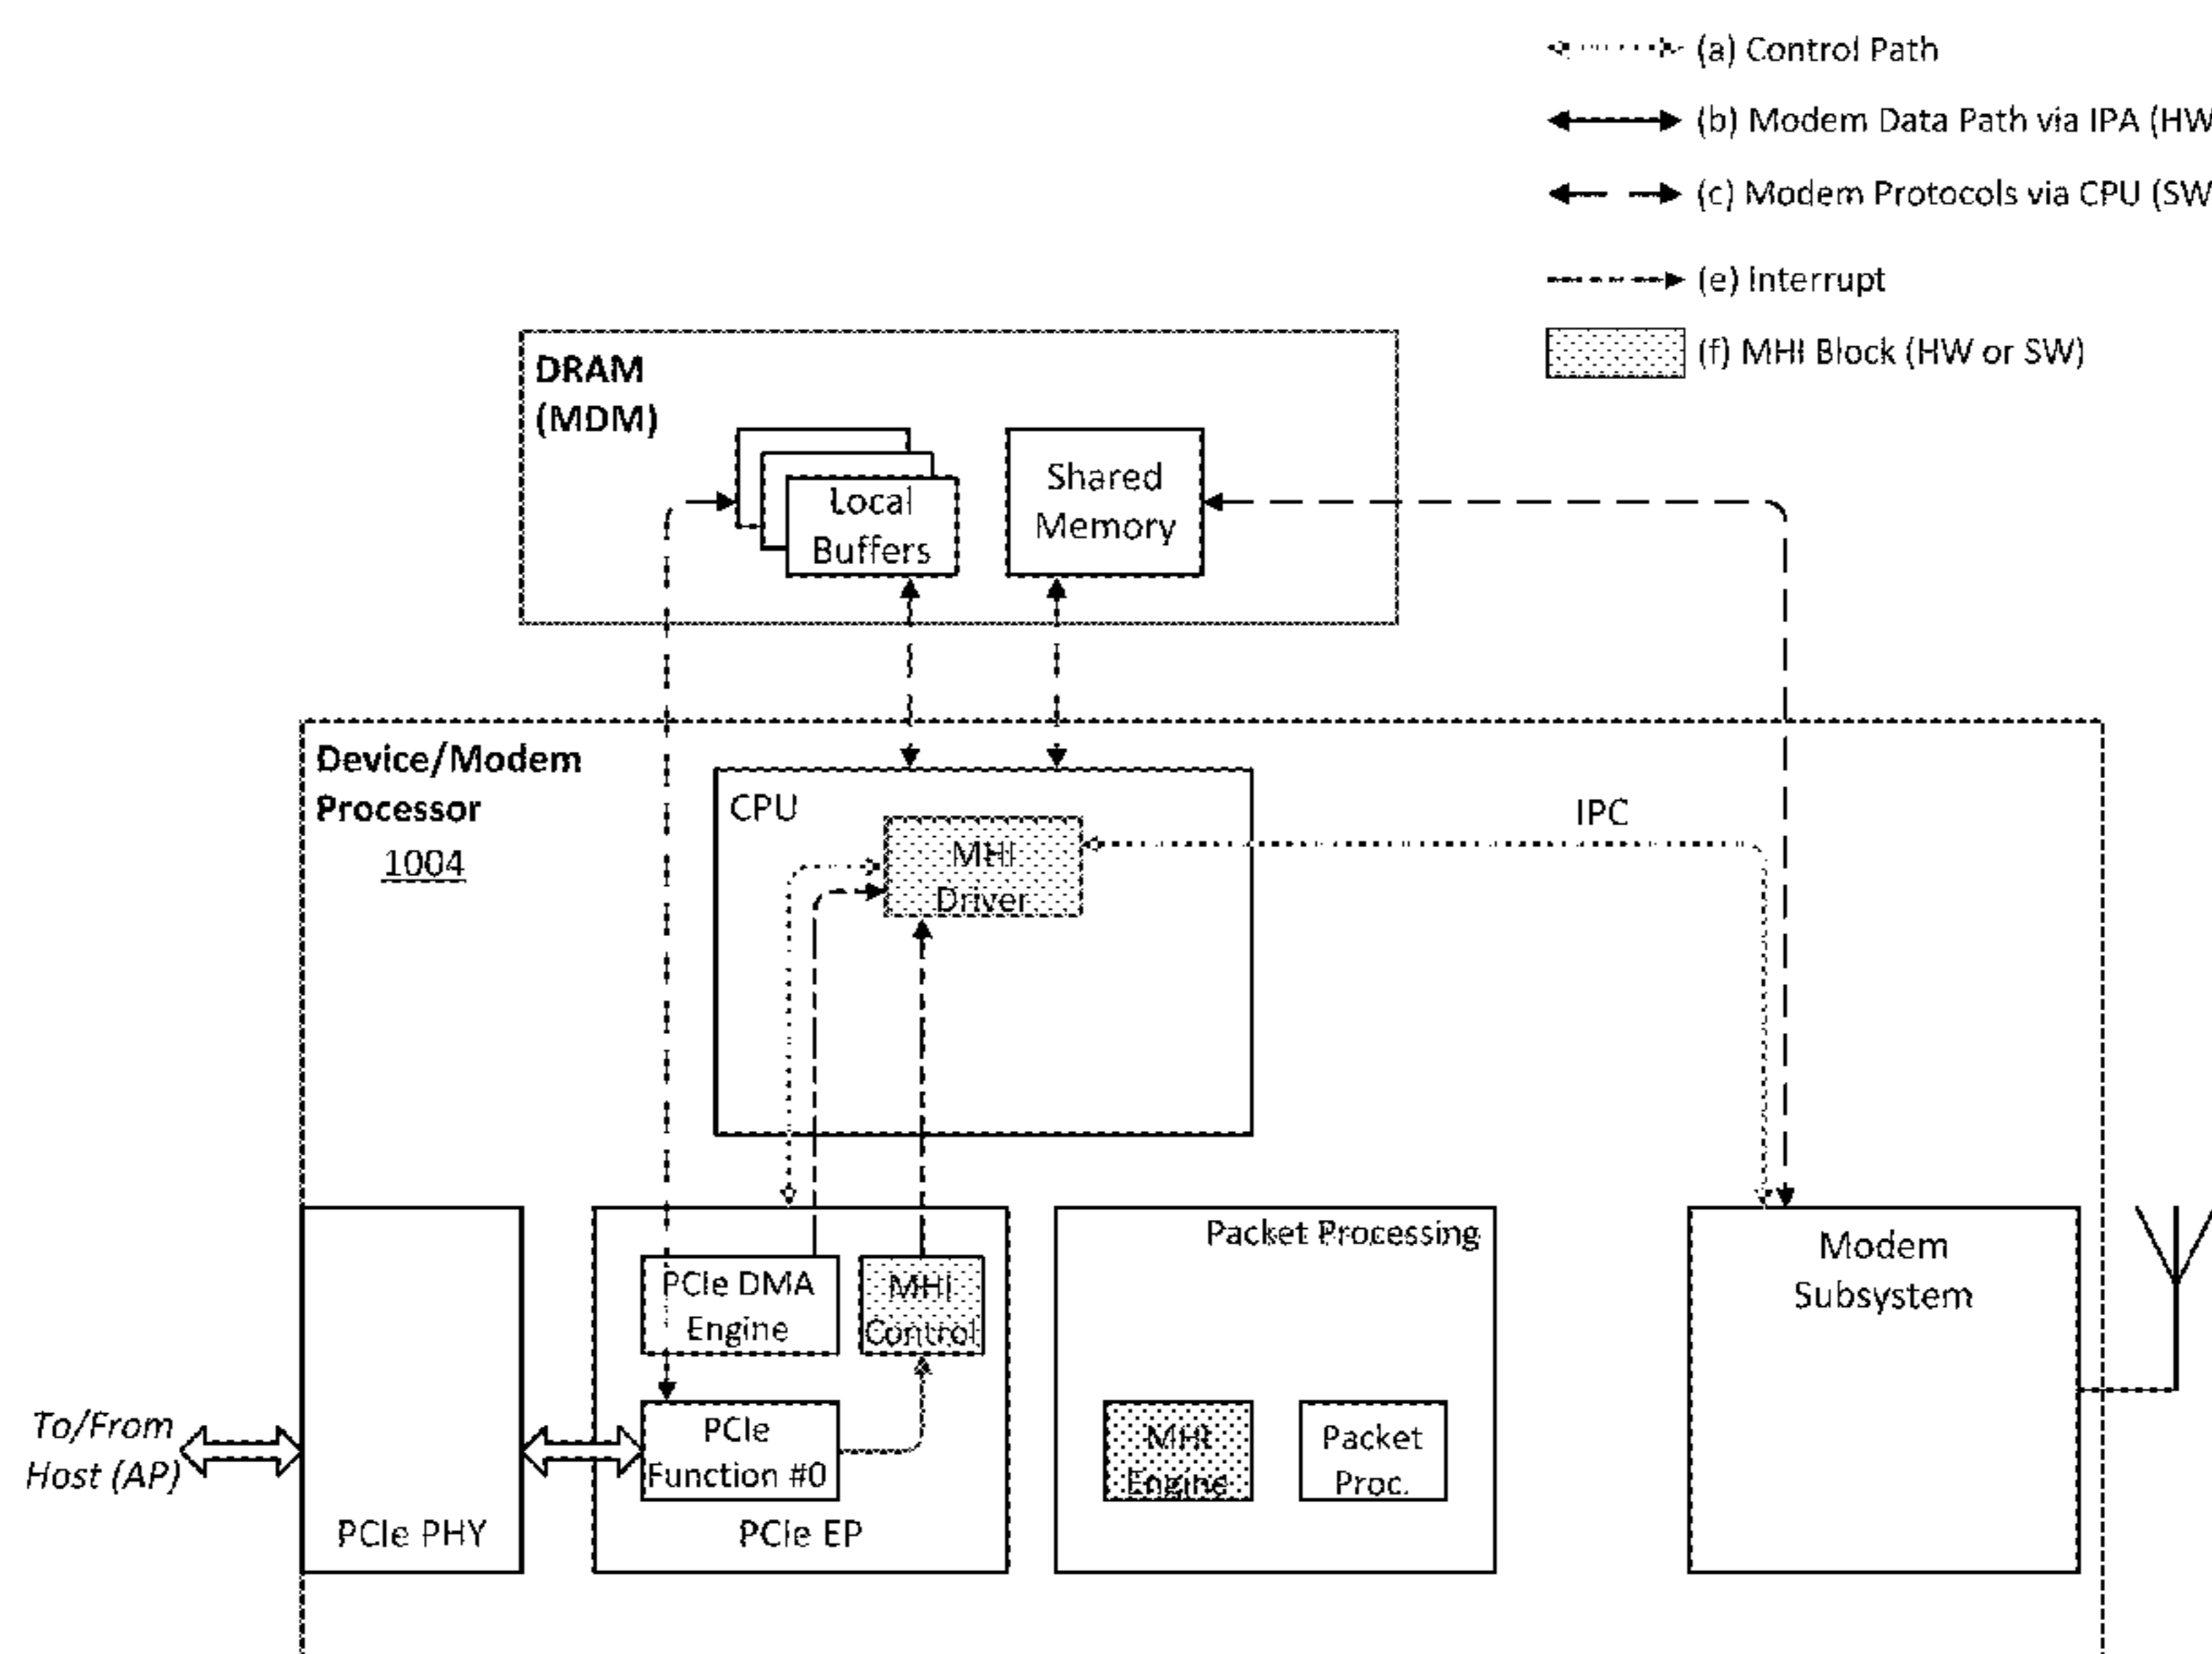 (a) Control Path
(b) Modem Data Path via IPA (HW
(c) Modem Protocols via CPU (SW
(e) Interrupt
(f) MHI Block (HW or SW)
DRAM
(MDM)
Local
Buffers
Shared
Memory
Device/Modem
Processor
1004
CPU
MHI
Driver
IPC
PCIe DMA
Engine
MHI
Control
PCIe
Function #0
PCIe EP
PCIe PHY
To/From
Host (AP)
Packet Processing
MHI
Engine
Packet
Proc.
Modem
Subsystem